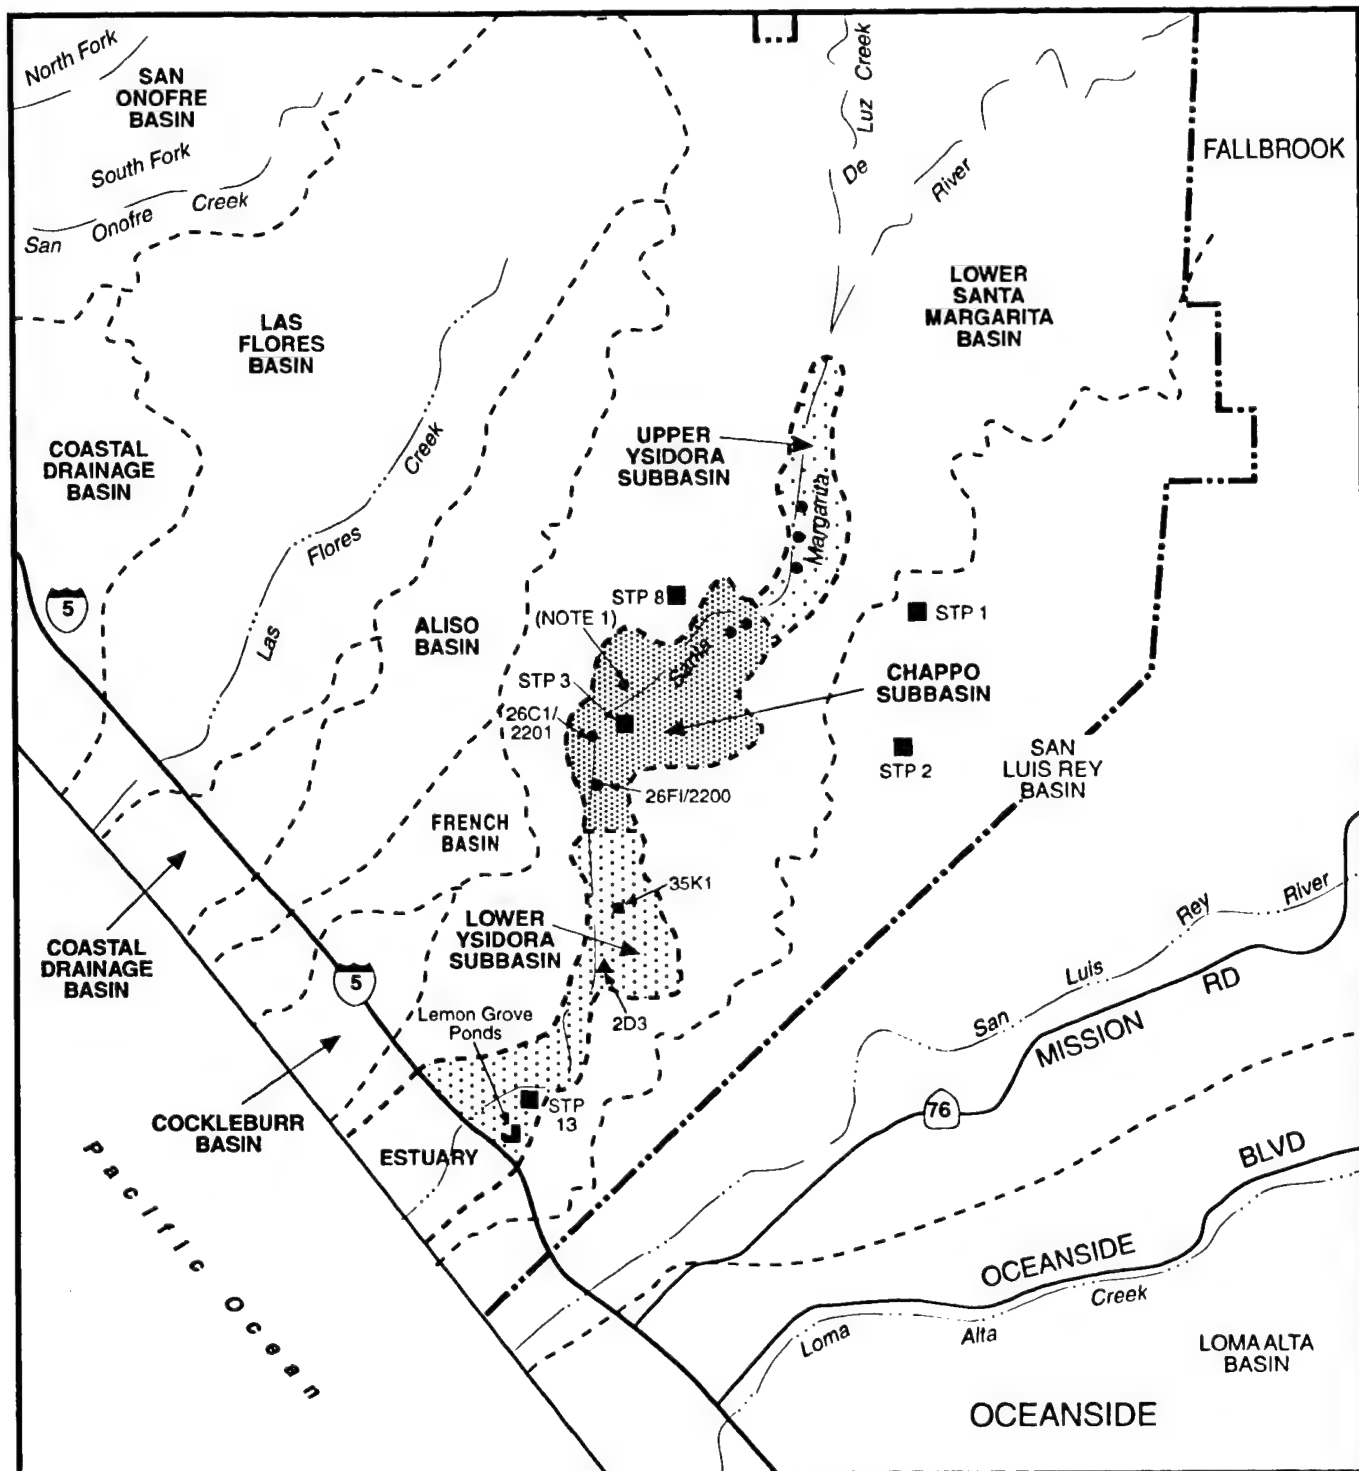 North Fork
SAN
ONOFRE
BASIN
South Fork
San Onofre Creek
De Luz Creek
River
FALLBROOK
LOWER
SANTA
MARGARITA
BASIN
LAS
FLORES
BASIN
COASTAL
DRAINAGE
BASIN
UPPER
YSIDORA
SUBBASIN
Las Flores Creek
Santa Margarita
5
ALISO
BASIN
STP 8
(NOTE 1)
STP 1
STP 3
CHAPPO
SUBBASIN
26C1/
2201
STP 2
SAN
LUIS REY
BASIN
26FI/2200
FRENCH
BASIN
35K1
LOWER
YSIDORA
SUBBASIN
COASTAL
DRAINAGE
BASIN
5
2D3
Lemon Grove
Ponds
San Luis Rey River
MISSION RD
76
STP
13
COCKLEBURR
BASIN
ESTUARY
Pacific Ocean
OCEANSIDE BLVD
Loma Alta Creek
LOMA ALTA
BASIN
OCEANSIDE